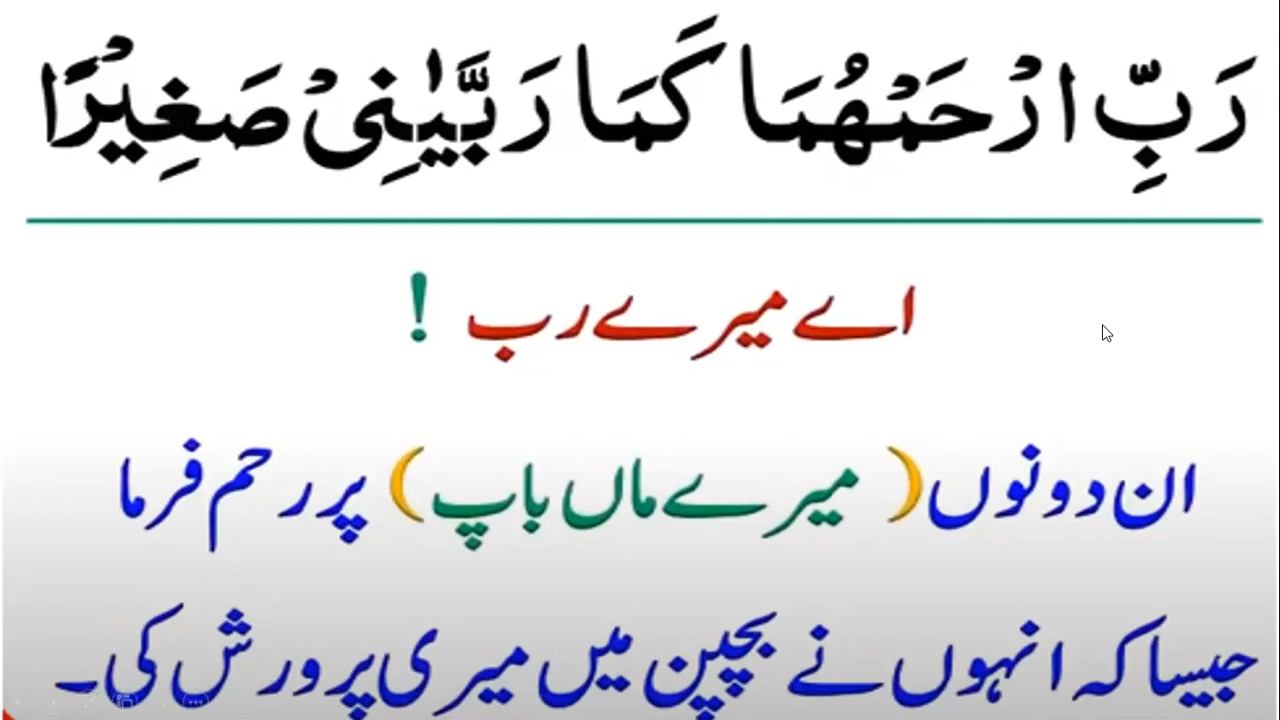 رَبِّ ارْحَمْهُمَا كَمَا رَبَّيٰنِيْ صَغِيْرًا
اے میرے رب !
ان دونوں (میرے ماں باپ) پر رحم فرما
جیسا کہ انہوں نے بچپن میں میری پرورش کی۔